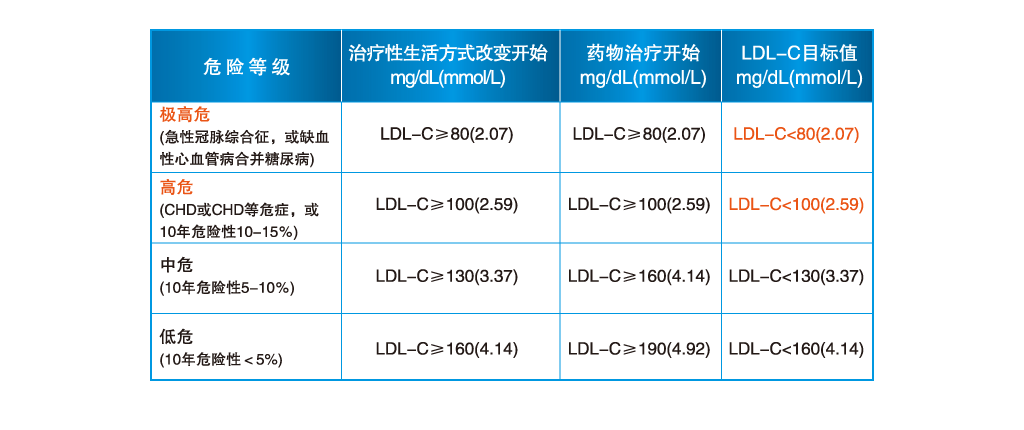 危险等级
治疗性生活方式改变开始
mg/dL(mmol/L)
药物治疗开始
mg/dL(mmol/L)
LDL-C目标值
mg/dL(mmol/L)
极高危
(急性冠脉综合征，或缺血
性心血管病合并糖尿病)
LDL-C≥80(2.07)
LDL-C≥80(2.07)
LDL-C<80(2.07)
高危
(CHD或CHD等危症，或
10年危险性10-15%)
LDL-C≥100(2.59)
LDL-C≥100(2.59)
LDL-C<100(2.59)
中危
(10年危险性5-10%)
LDL-C≥130(3.37)
LDL-C≥160(4.14)
LDL-C<130(3.37)
低危
(10年危险性＜5%)
LDL-C≥160(4.14)
LDL-C≥190(4.92)
LDL-C<160(4.14)